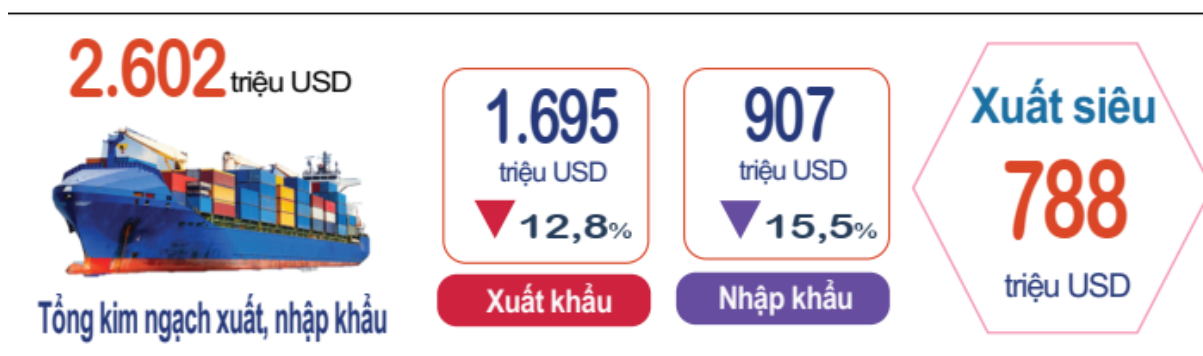 2.602 triệu USD
Tổng kim ngạch xuất, nhập khẩu
1.695
triệu USD
▼ 12,8%
Xuất khẩu
907
triệu USD
▼ 15,5%
Nhập khẩu
Xuất siêu
788
triệu USD